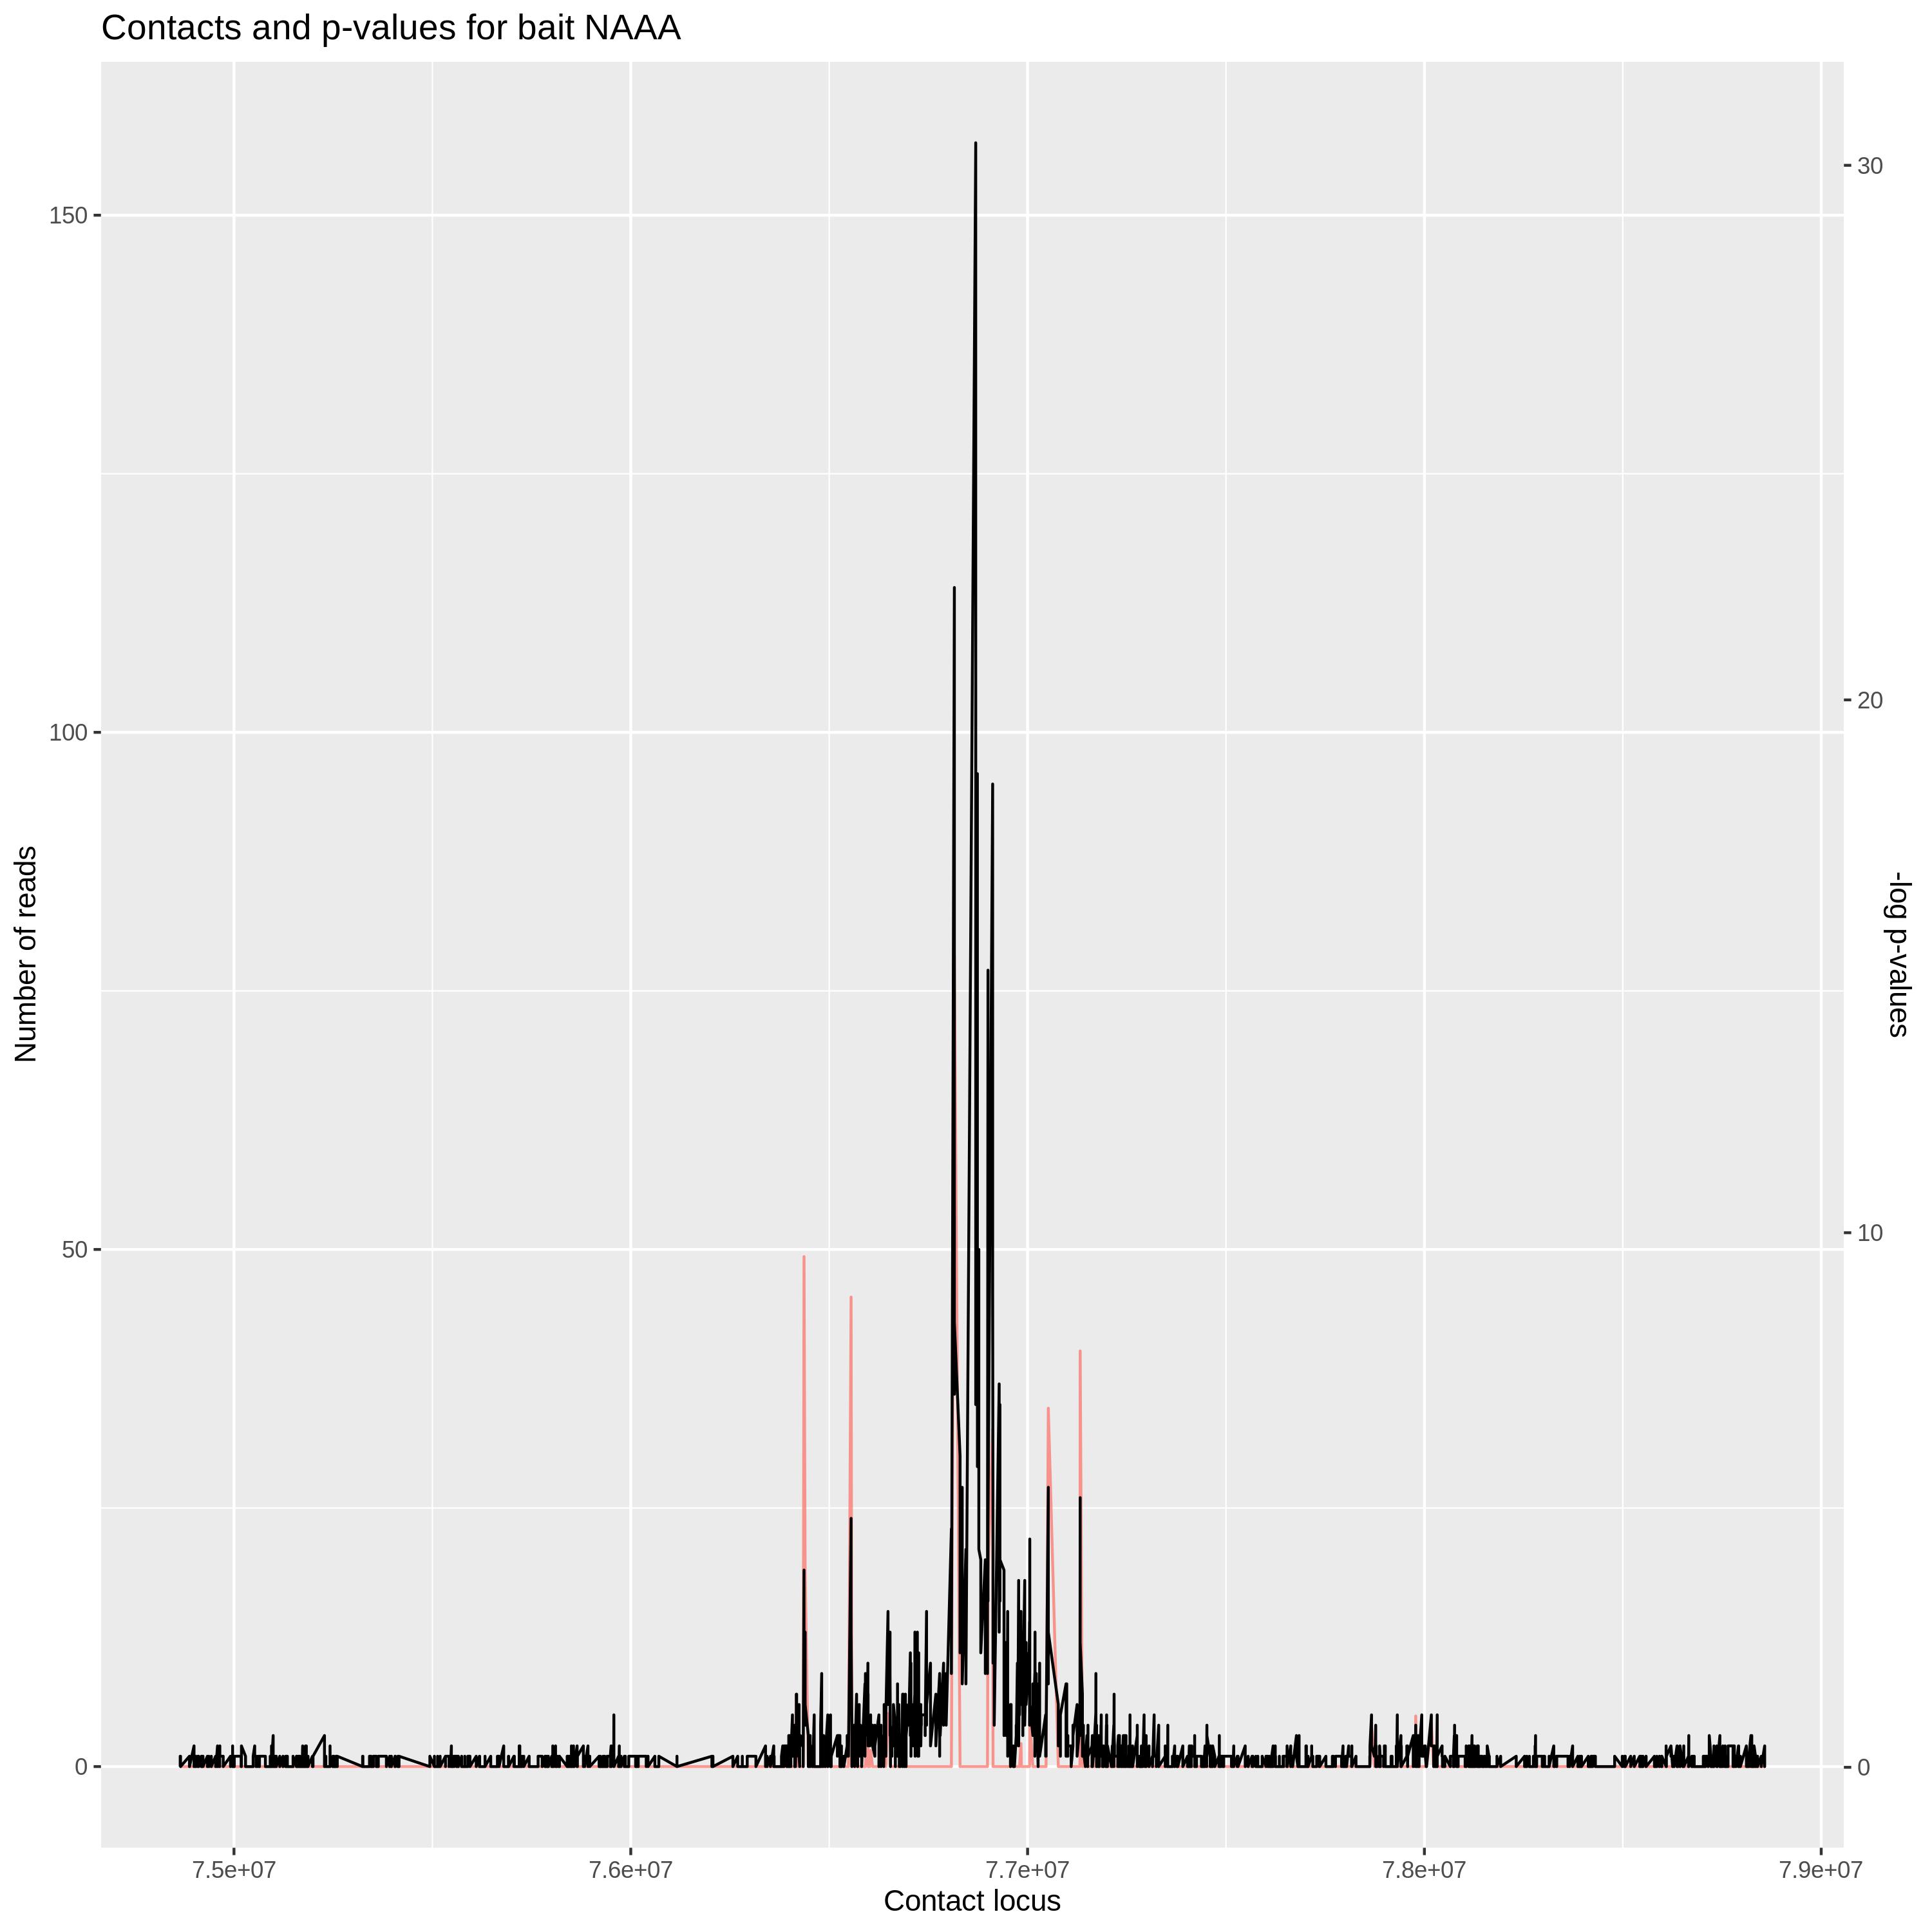 Contacts and p-values for bait NAAA
150
100
50
0
Number of reads
30
20
10
0
-log p-values
7.5e+07
7.6e+07
7.7e+07
7.8e+07
7.9e+07
Contact locus